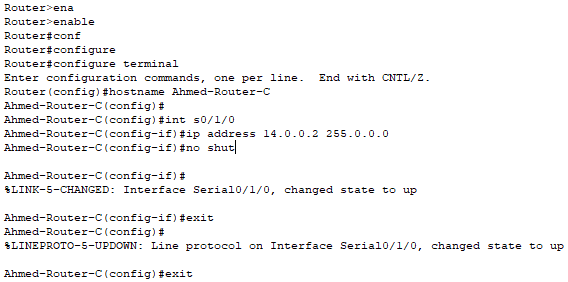 Router>ena
Router>enable
Router#conf
Router#configure
Router#configure terminal
Enter configuration commands, one per line.  End with CNTL/Z.
Router(config)#hostname Ahmed-Router-C
Ahmed-Router-C(config)#
Ahmed-Router-C(config)#int s0/1/0
Ahmed-Router-C(config-if)#ip address 14.0.0.2 255.0.0.0
Ahmed-Router-C(config-if)#no shut
Ahmed-Router-C(config-if)#
%LINK-5-CHANGED: Interface Serial0/1/0, changed state to up
Ahmed-Router-C(config-if)#exit
Ahmed-Router-C(config)#
%LINEPROTO-5-UPDOWN: Line protocol on Interface Serial0/1/0, changed state to up
Ahmed-Router-C(config)#exit